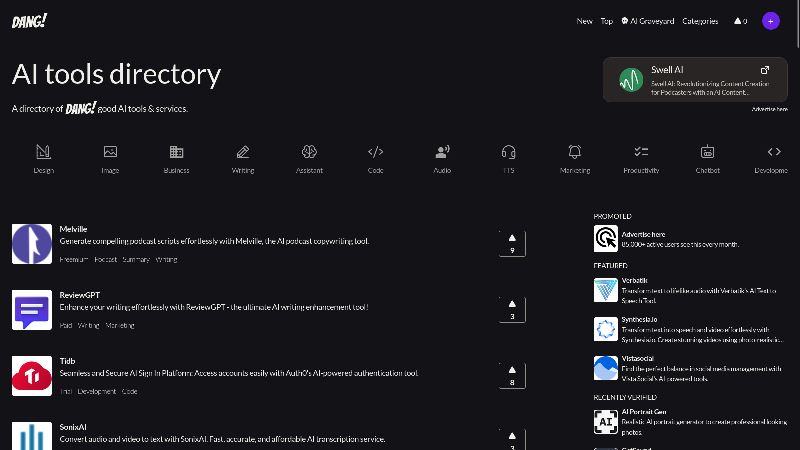 DANG!
New Top AI Graveyard Categories 0 +
AI tools directory
A directory of DANG! good AI tools & services.
Swell AI
Swell AI: Revolutionizing Content Creation
for Podcasters with an AI Content...
Advertise here
Design Image Business Writing Assistant Code Audio TTS Marketing Productivity Chatbot Developme
Melville
Generate compelling podcast scripts effortlessly with Melville, the AI podcast copywriting tool.
Freemium Podcast Summary Writing
9
ReviewGPT
Enhance your writing effortlessly with ReviewGPT - the ultimate AI writing enhancement tool!
Paid Writing Marketing
3
Tidb
Seamless and Secure AI Sign In Platform: Access accounts easily with Auth0's AI-powered authentication tool.
Trial Development Code
8
SonixAI
Convert audio and video to text with SonixAI. Fast, accurate, and affordable AI transcription service.
3
PROMOTED
Advertise here
85,000+ active users see this every month.
FEATURED
Verbatik
Transform text to lifelike audio with Verbatik's AI Text to
Speech Tool.
Synthesia.io
Transform text into speech and video effortlessly with
Synthesia.io. Create stunning videos using photo-realistic...
Vistasocial
Find the perfect balance in social media management with
Vista Social's AI-powered tools.
RECENTLY VERIFIED
AI
AI Portrait Gen
Realistic AI portrait generator to create professional looking
photos.